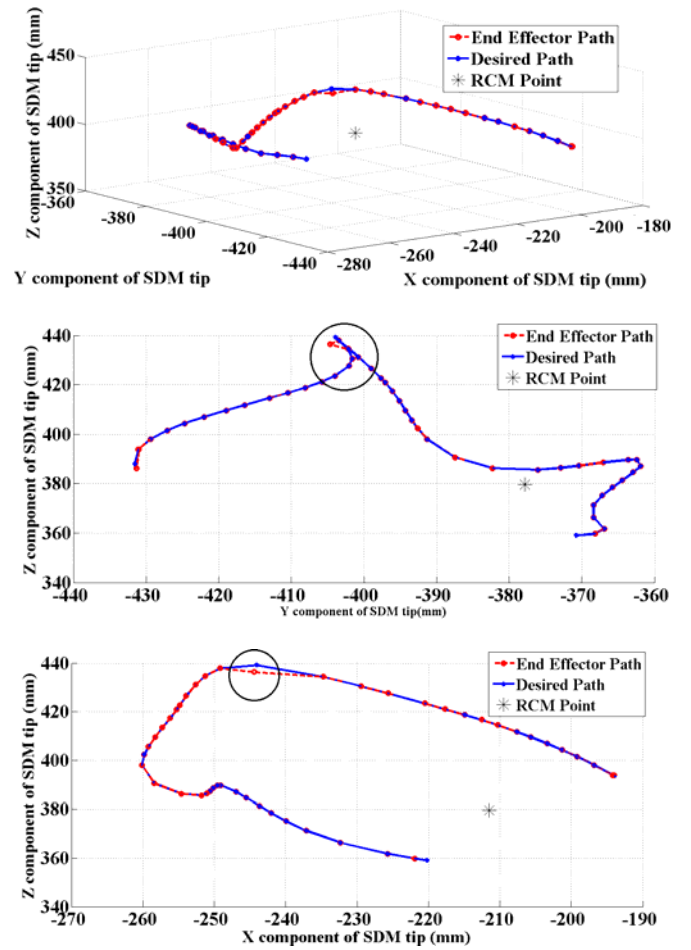 450
400
350
-360
-380
-400
-420
-440
-280
-260
-240
-220
-200
-180
Z component of SDM tip (mm)
Y component of SDM tip
X component of SDM tip (mm)
End Effector Path
Desired Path
RCM Point
440
420
400
380
360
340
-440
-430
-420
-410
-400
-390
-380
-370
-360
Z component of SDM tip (mm)
Y component of SDM tip(mm)
End Effector Path
Desired Path
RCM Point
440
420
400
380
360
340
-270
-260
-250
-240
-230
-220
-210
-200
-190
Z component of SDM tip (mm)
X component of SDM tip (mm)
End Effector Path
Desired Path
RCM Point